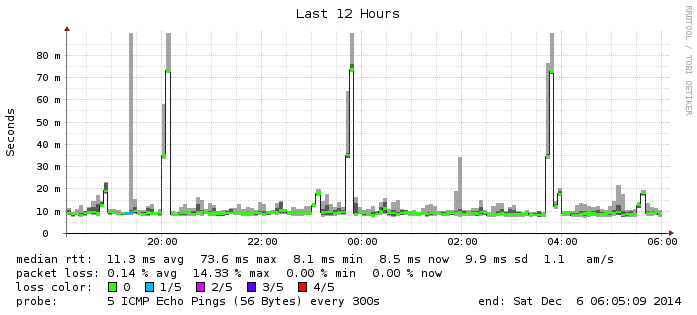 Last 12 Hours
RRDTOOL / TOBI OETIKER
Seconds
80 m
70 m
60 m
50 m
40 m
30 m
20 m
10 m
0
20:00 22:00 00:00 02:00 04:00 06:00
median rtt: 11.3 ms avg 73.6 ms max 8.1 ms min 8.5 ms now 9.9 ms sd 1.1 am/s
packet loss: 0.14 % avg 14.33 % max 0.00 % min 0.00 % now
loss color: 0 1/5 2/5 3/5 4/5
probe: 5 ICMP Echo Pings (56 Bytes) every 300s end: Sat Dec 6 06:05:09 2014